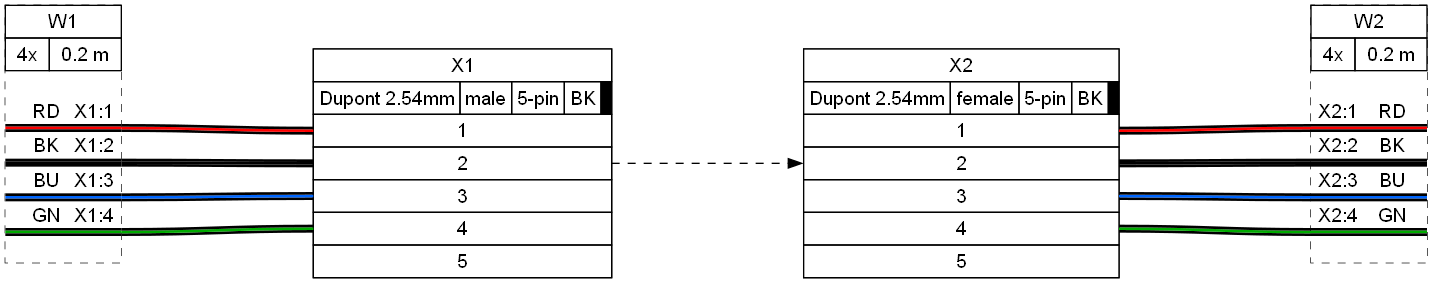 W1
4x 0.2 m
RD X1:1
BK X1:2
BU X1:3
GN X1:4
X1
Dupont 2.54mm male 5-pin BK
1
2
3
4
5
X2
Dupont 2.54mm female 5-pin BK
1
2
3
4
5
W2
4x 0.2 m
X2:1 RD
X2:2 BK
X2:3 BU
X2:4 GN